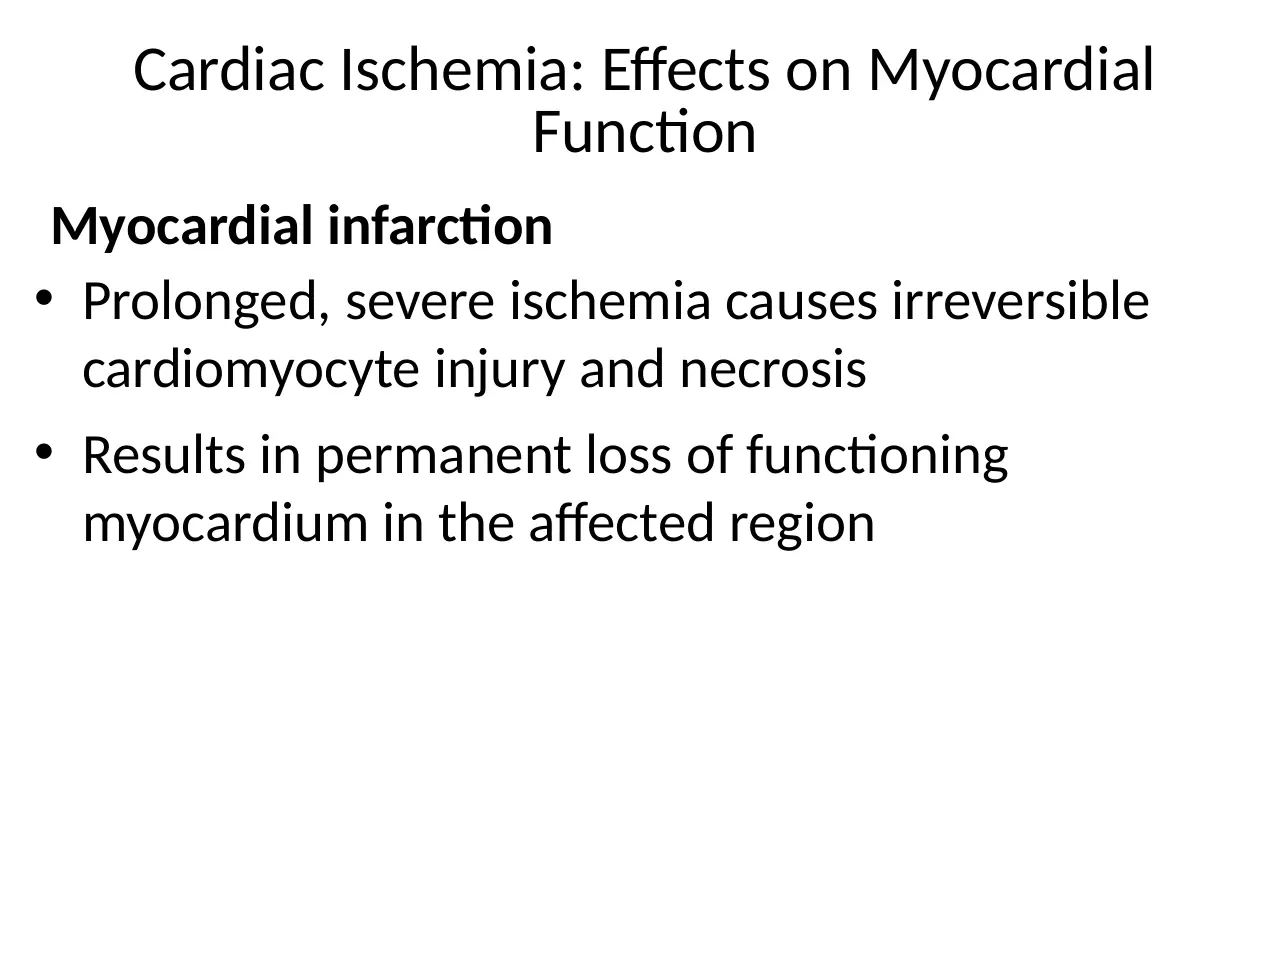 Cardiac Ischemia: Effects on Myocardial
Function
Myocardial infarction
• Prolonged, severe ischemia causes irreversible
cardiomyocyte injury and necrosis
• Results in permanent loss of functioning
myocardium in the affected region